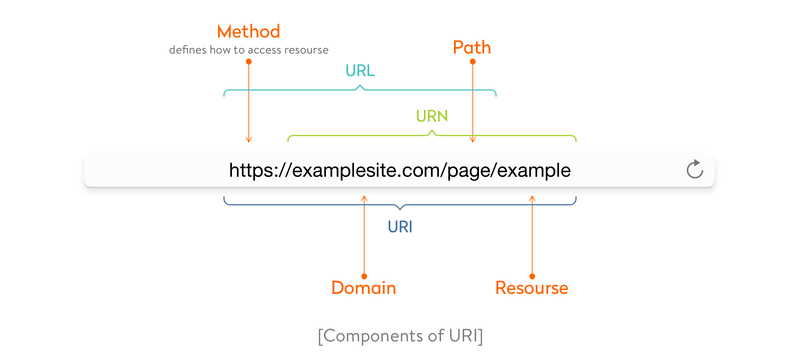 Method
defines how to access resourse
Path
URL
URN
https://examplesite.com/page/example
URI
Domain
Resourse
[Components of URI]